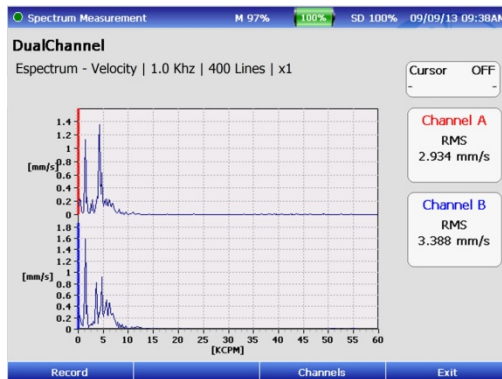 Spectrum Measurement M 97% 100% SD 100% 09/09/13 09:38AM
DualChannel
Espectrum - Velocity | 1.0 Khz | 400 Lines | x1
Cursor OFF
- -
Channel A
RMS
2.934 mm/s
Channel B
RMS
3.388 mm/s
1.4
1.2
1
0.8
[mm/s]
0.6
0.4
0.2
0
1.8
1.6
1.4
1.2
[mm/s]
1
0.8
0.6
0.4
0.2
0
0 5 10 15 20 25 30 35 40 45 50 55 60
[KCPM]
Record Channels Exit